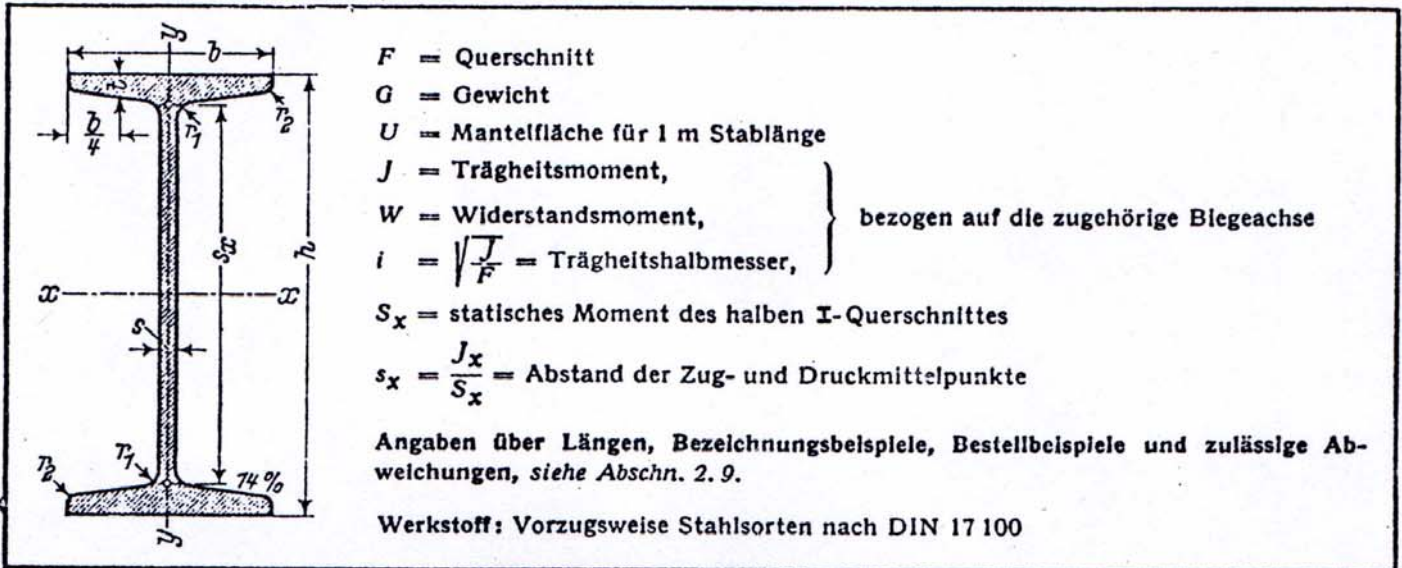 y
b
t
r₂
b/4
r₁
F = Querschnitt
G = Gewicht
U = Mantelfläche für 1 m Stablänge
J = Trägheitsmoment,
W = Widerstandsmoment,
bezogen auf die zugehörige Biegeachse
i = √(J/F) = Trägheitshalbmesser,
sx
h
x
x
s
Sx = statisches Moment des halben I-Querschnittes
sx = Jx/Sx = Abstand der Zug- und Druckmittelpunkte
Angaben über Längen, Bezeichnungsbeispiele, Bestellbeispiele und zulässige Ab-
weichungen, siehe Abschn. 2. 9.
r₂
r₁
14%
Werkstoff: Vorzugsweise Stahlsorten nach DIN 17 100
y